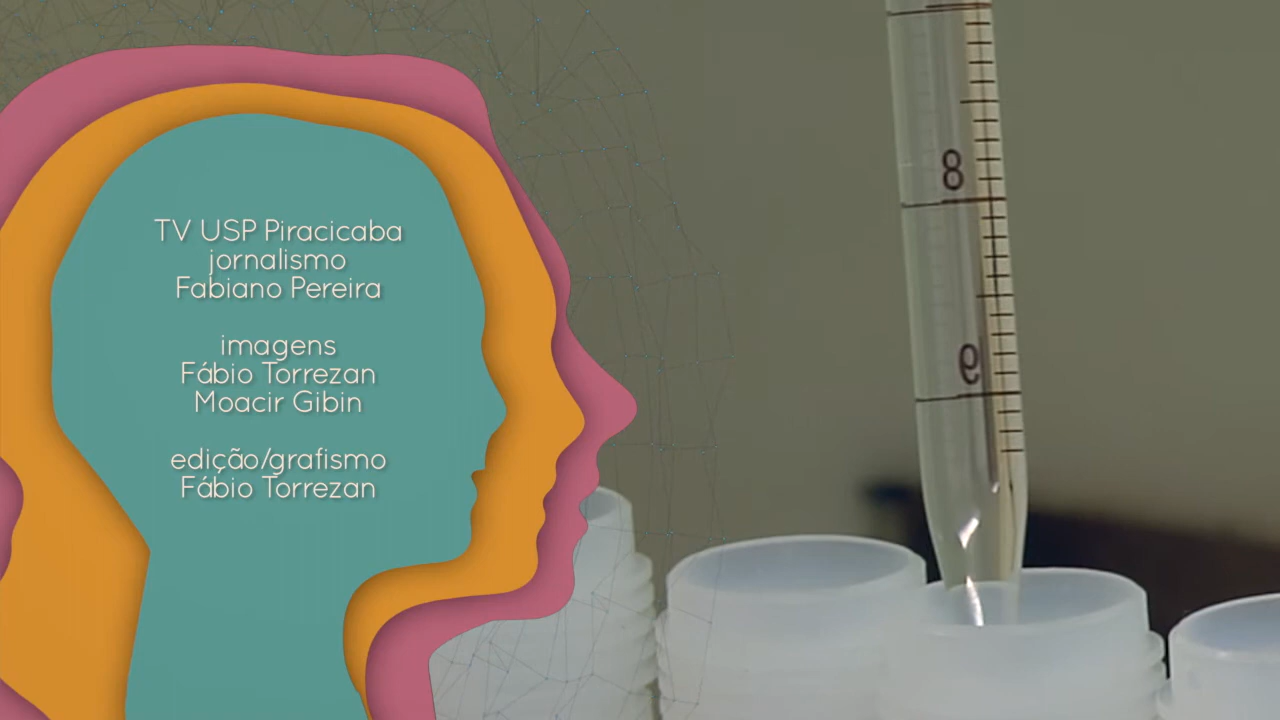 TV USP Piracicaba
jornalismo
Fabiano Pereira
imagens
Fábio Torrezan
Moacir Gibin
edição/grafismo
Fábio Torrezan
8
9